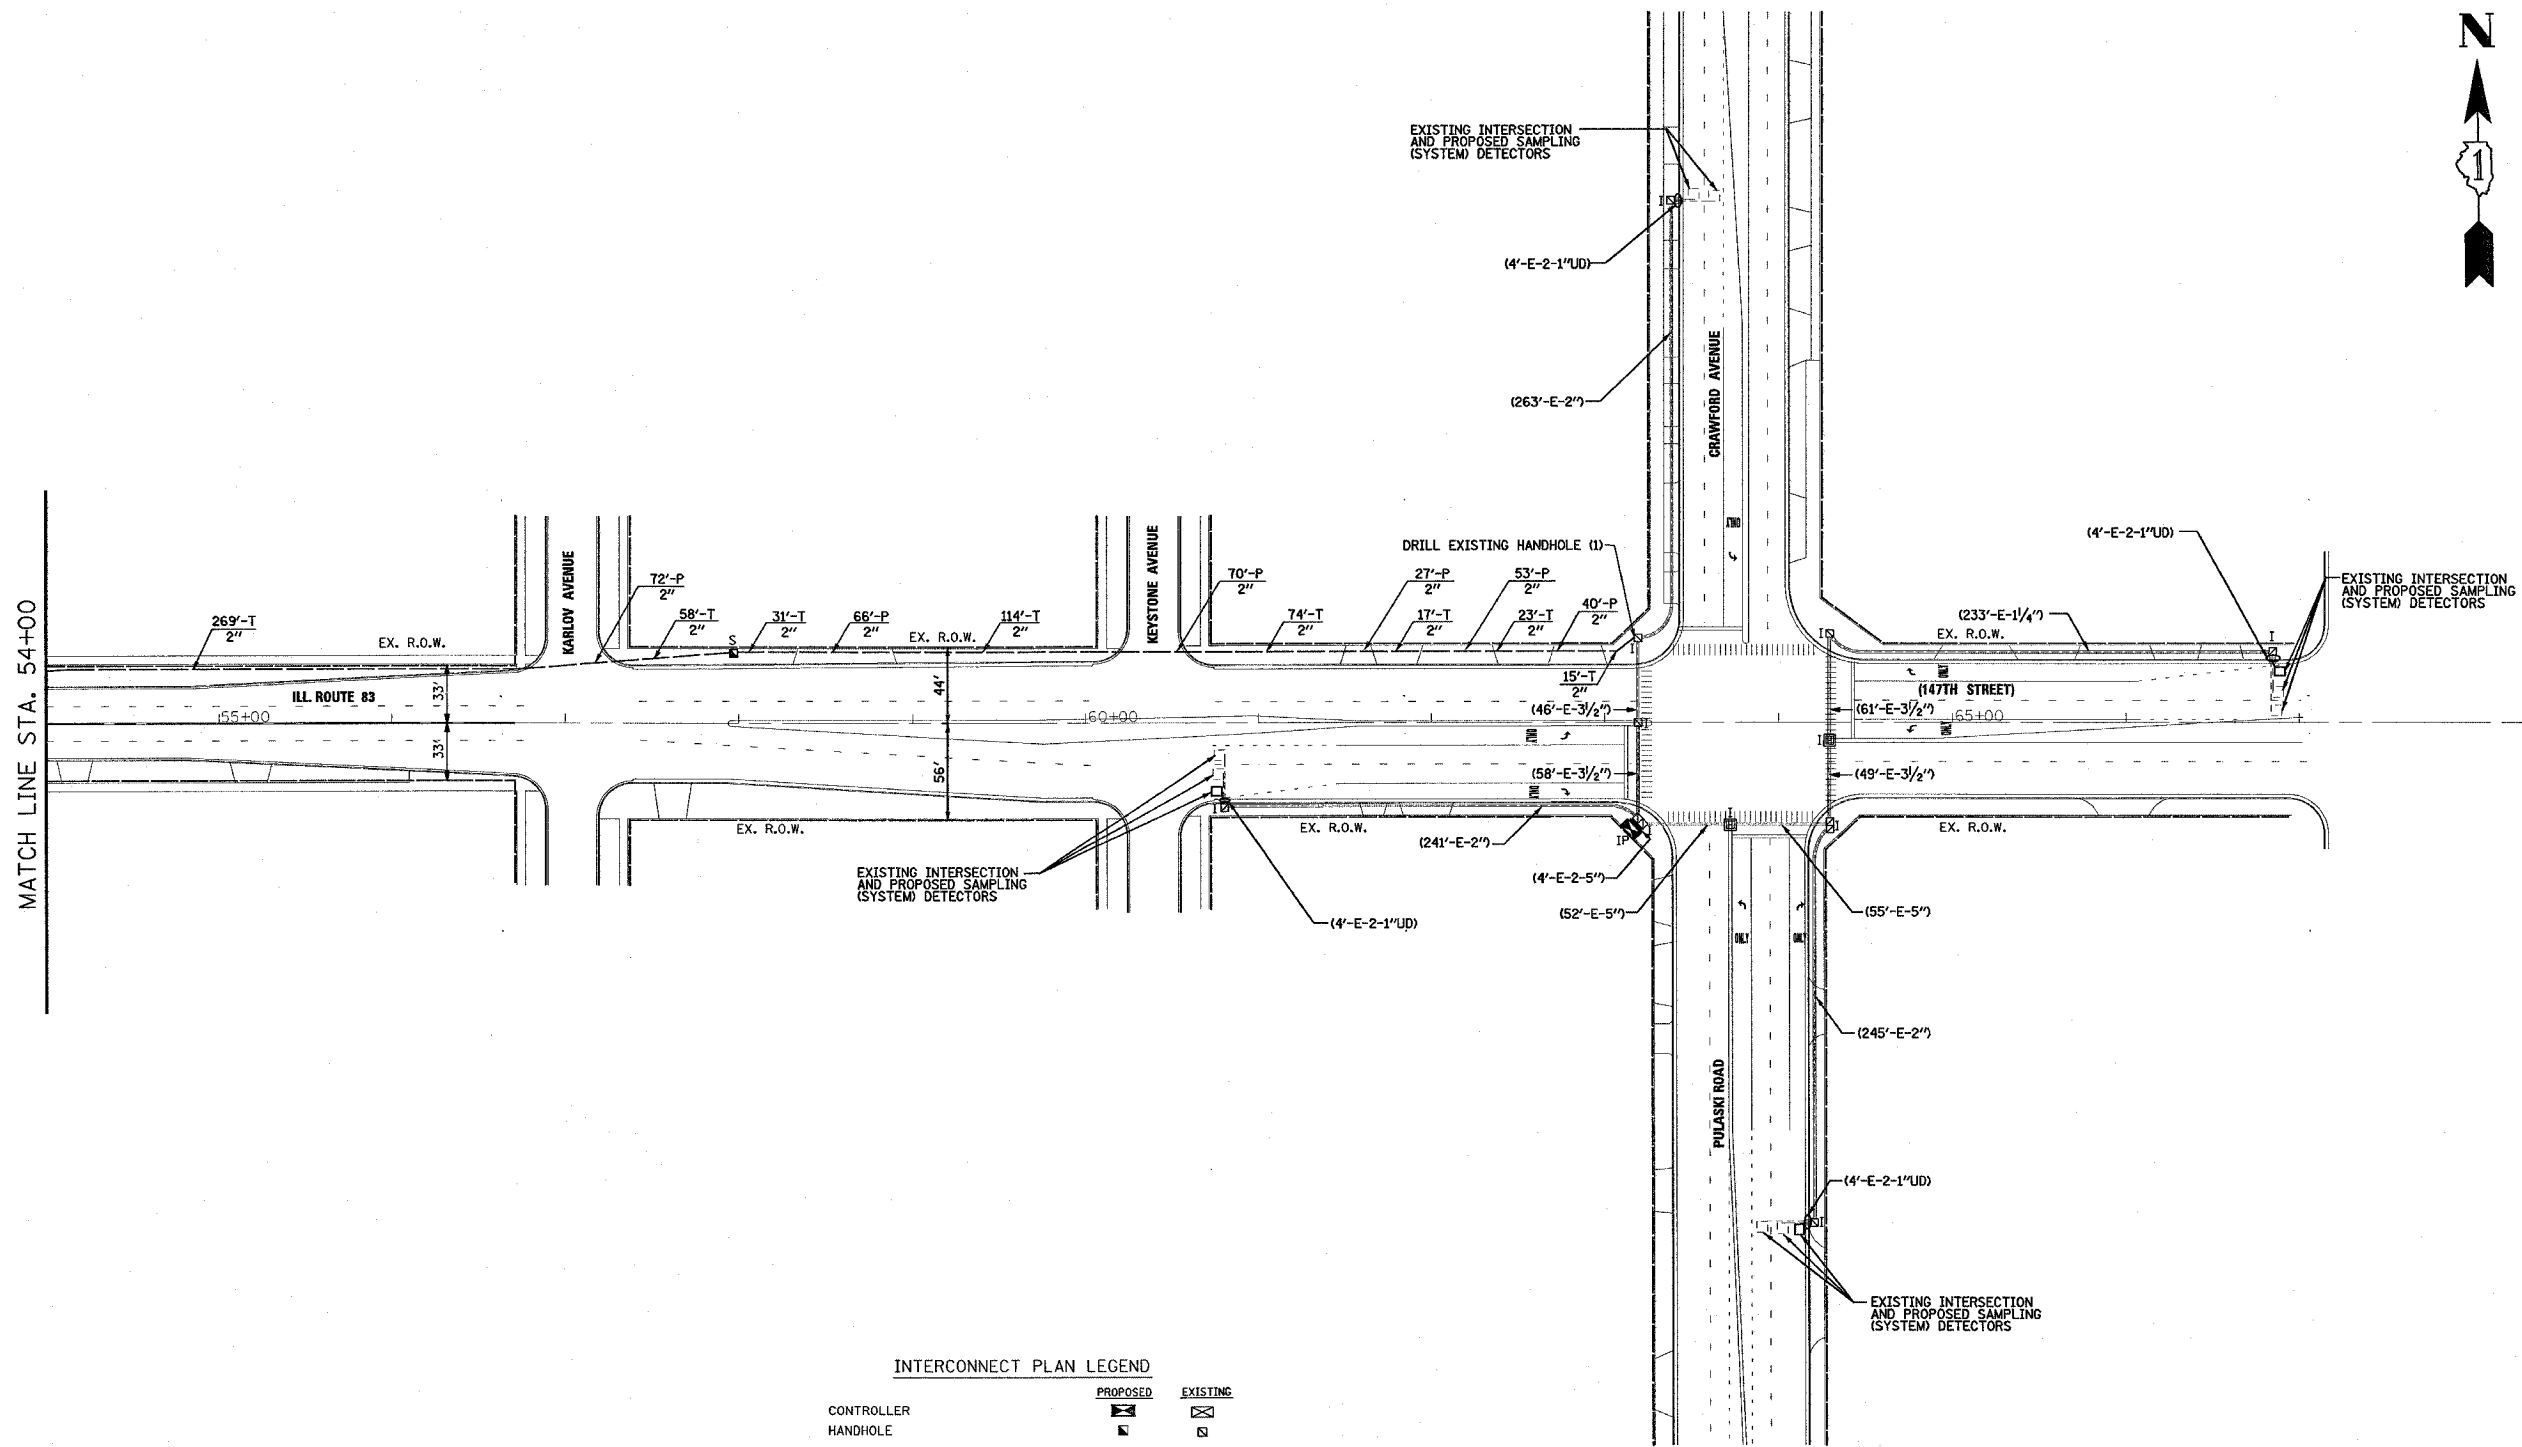 N
1
EXISTING INTERSECTION
AND PROPOSED SAMPLING
(SYSTEM) DETECTORS
I
(4'-E-2-1"UD)
(263'-E-2")
CRAWFORD AVENUE
ONLY
MATCH LINE STA. 54+00
269'-T
2"
EX. R.O.W.
KARLOV AVENUE
72'-P
2"
58'-T
2"
S
31'-T
2"
66'-P
2"
EX. R.O.W.
114'-T
2"
KEYSTONE AVENUE
70'-P
2"
74'-T
2"
27'-P
2"
17'-T
2"
53'-P
2"
23'-T
2"
40'-P
2"
DRILL EXISTING HANDHOLE (1)
I
15'-T
2"
(46'-E-3½")
I
(58'-E-3½")
ILL. ROUTE 83
55+00
33'
33'
44'
56'
60+00
ONLY
ONLY
I
(233'-E-1¼")
EX. R.O.W.
(4'-E-2-1"UD)
I
EXISTING INTERSECTION
AND PROPOSED SAMPLING
(SYSTEM) DETECTORS
ONLY
(147TH STREET)
(61'-E-3½")
65+00
ONLY
I
(49'-E-3½")
EX. R.O.W.
EX. R.O.W.
I
EX. R.O.W.
(241'-E-2")
IP
I
I
I
(4'-E-2-5")
(52'-E-5")
(55'-E-5")
EXISTING INTERSECTION
AND PROPOSED SAMPLING
(SYSTEM) DETECTORS
(4'-E-2-1"UD)
ONLY
ONLY
(245'-E-2")
PULASKI ROAD
(4'-E-2-1"UD)
I
EXISTING INTERSECTION
AND PROPOSED SAMPLING
(SYSTEM) DETECTORS
INTERCONNECT PLAN LEGEND
PROPOSED EXISTING
CONTROLLER
HANDHOLE